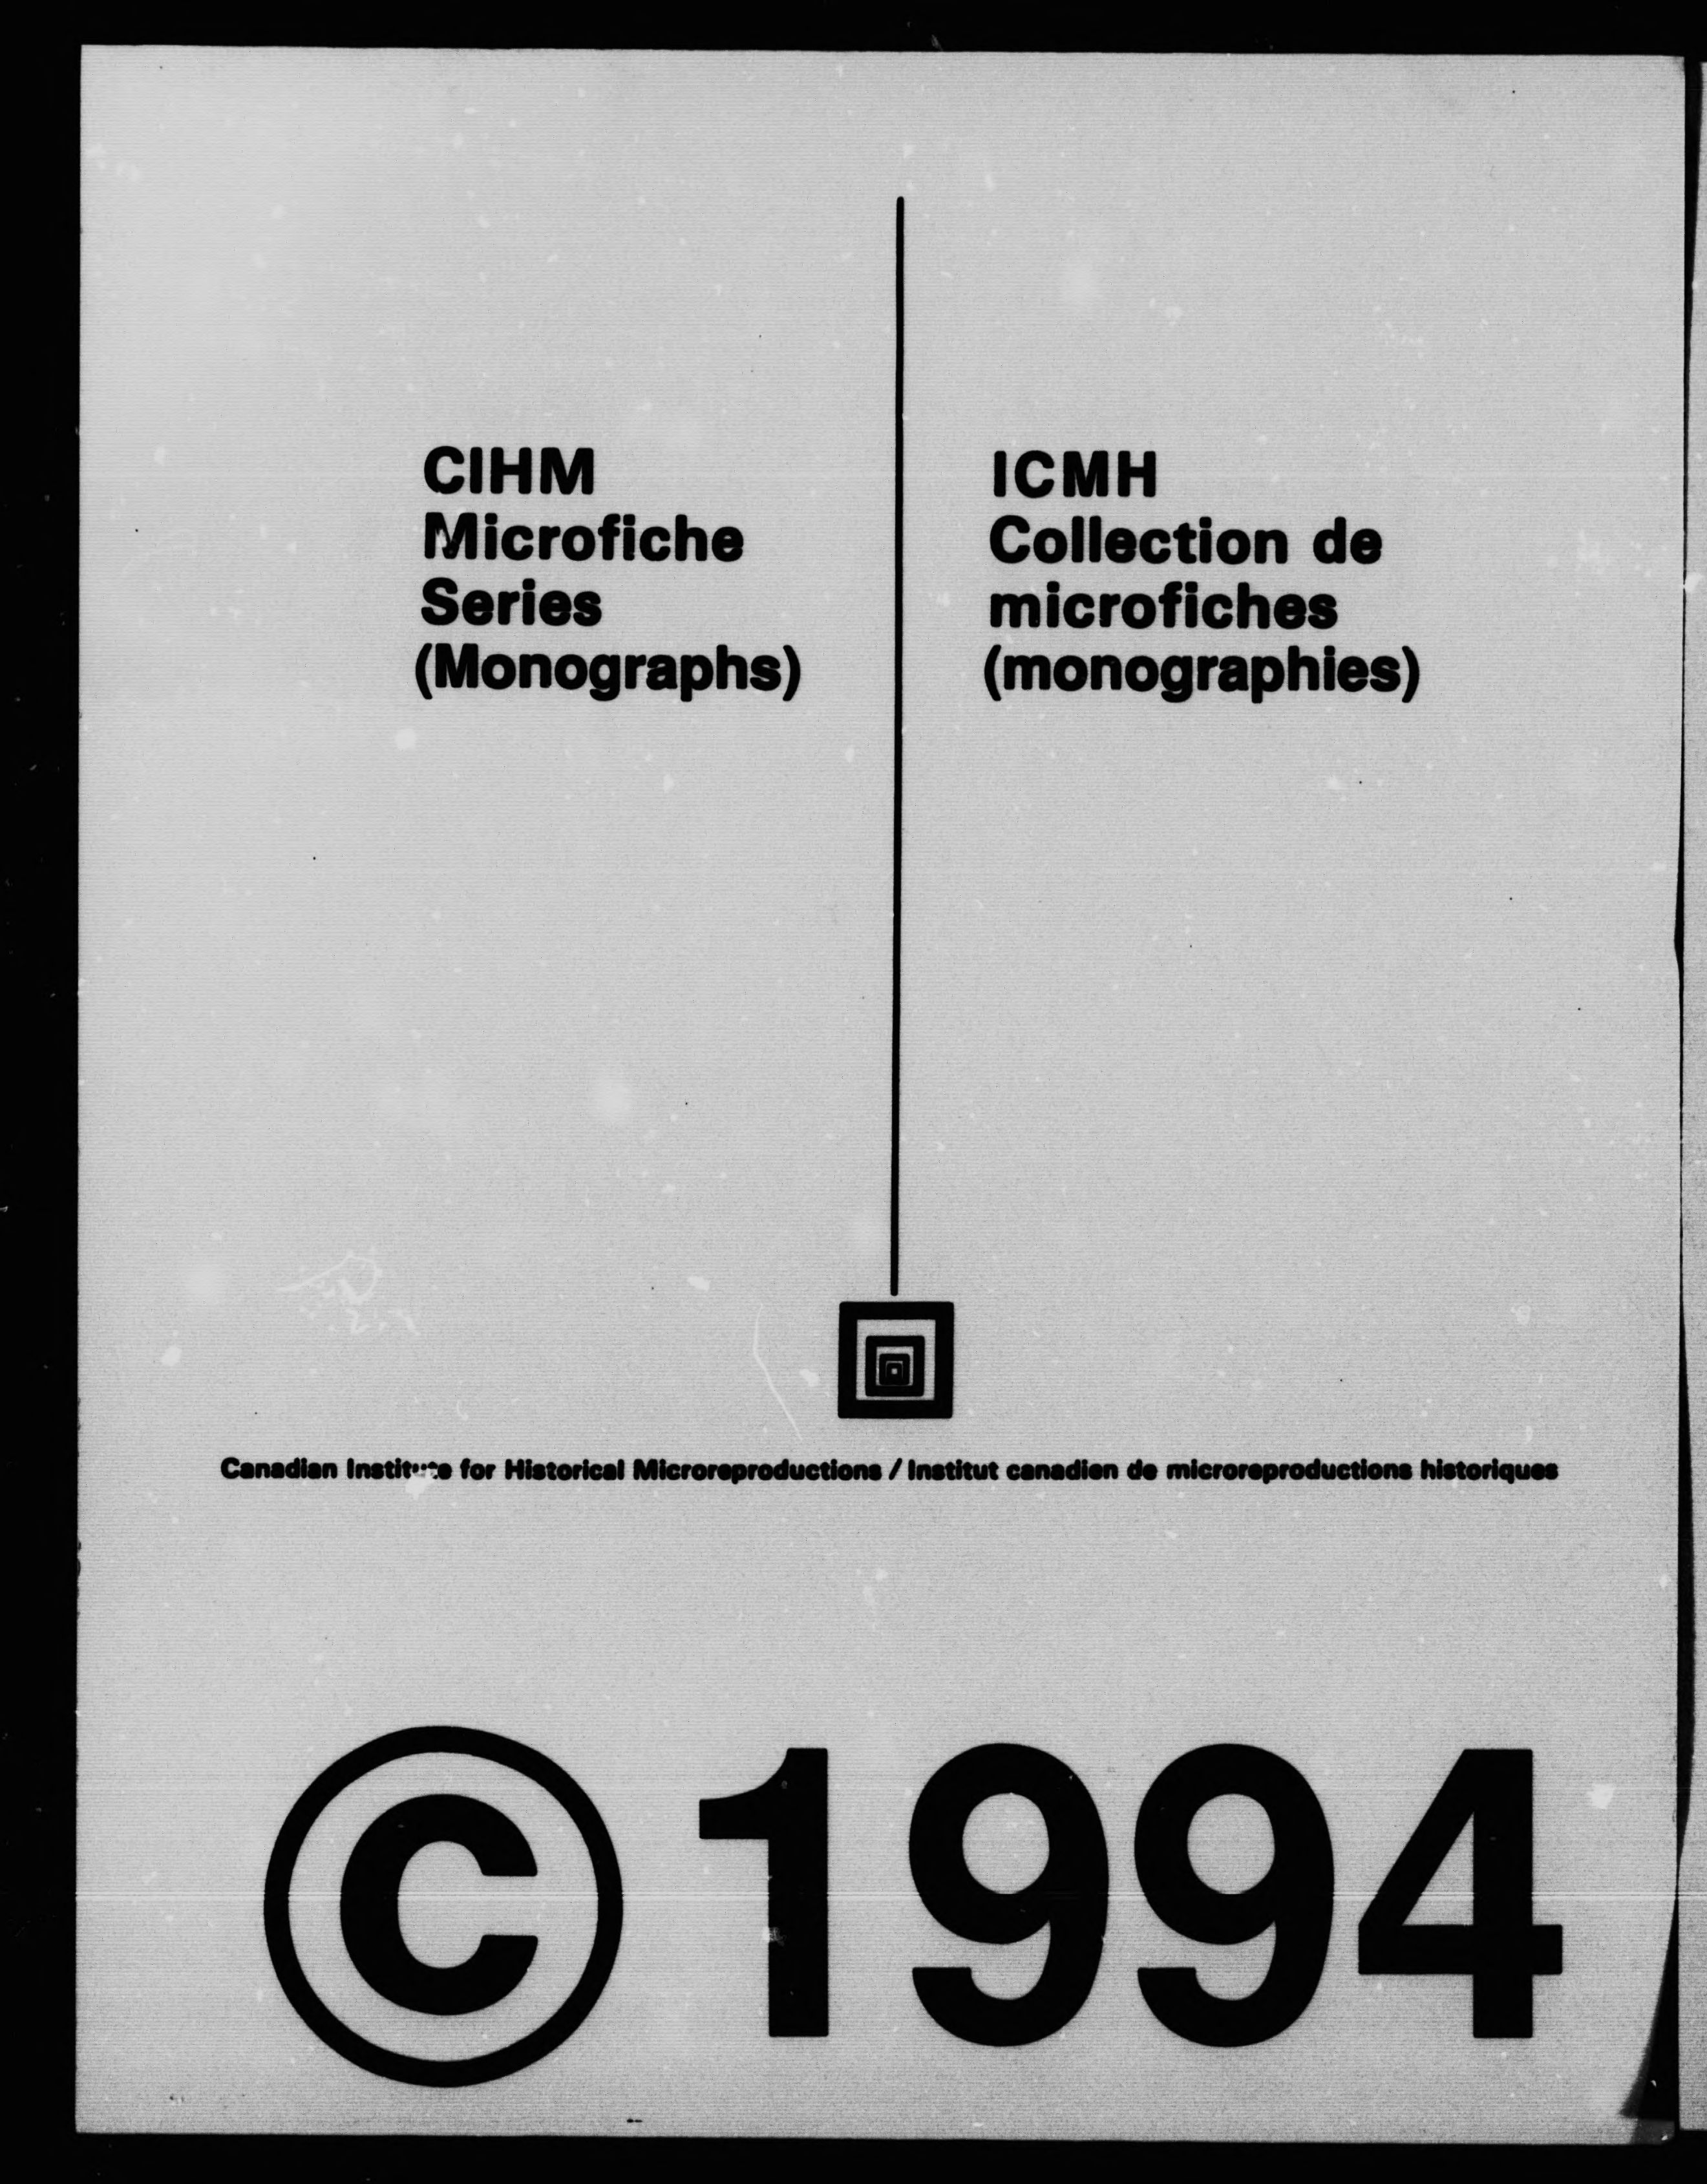 CIHM
Microfiche
Series
(Monographs)
ICMH
Collection de
microfiches
(monographies)
Canadian Institute for Historical Microreproductions / Institut canadien de microreproductions historiques
© 1994